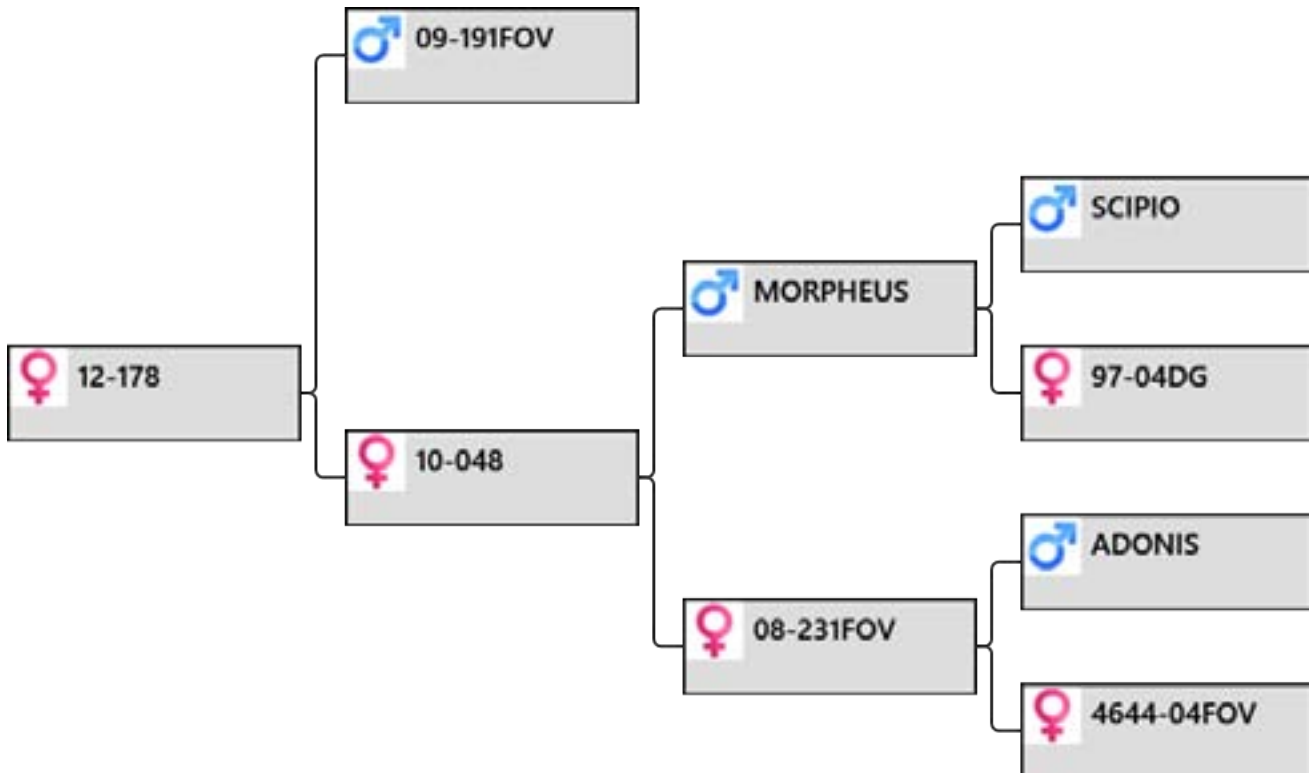 09-191FOV
SCIPIO
MORPHEUS
12-178
97-04DG
10-048
ADONIS
08-231FOV
4644-04FOV